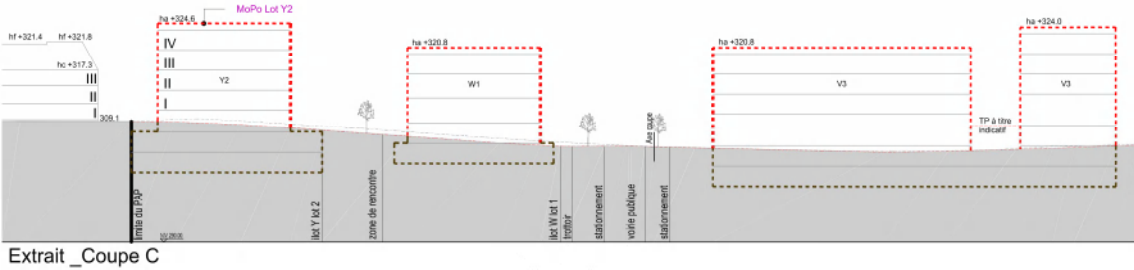 MoPo Lot Y2
ha +324.6
ha +324.0
hf +321.4
hf +321.8
ha +320.8
ha +320.8
hc +317.3
IV
III
II
I
Y2
W1
V3
V3
III
II
I
309.1
TP à titre
indicatif
Axe coupe
limite du PAP
ilot Y lot 2
zone de rencontre
ilot W lot 1
trottoir
stationnement
voirie publique
stationnement
Extrait _Coupe C